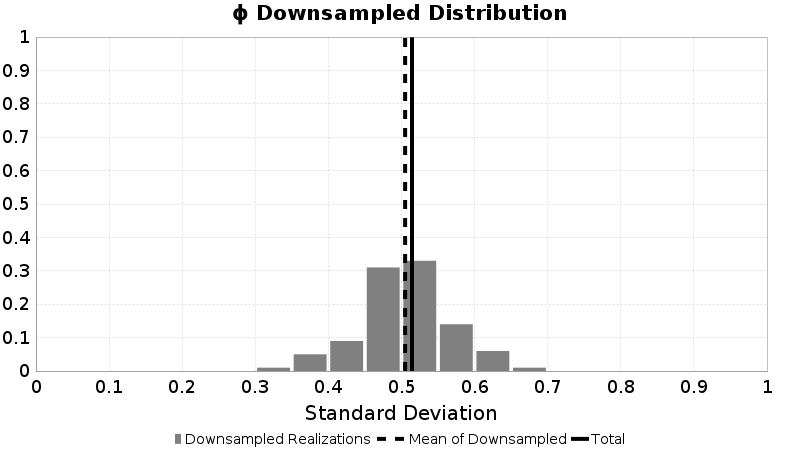 ϕ Downsampled Distribution
1
0.9
0.8
0.7
0.6
0.5
0.4
0.3
0.2
0.1
0
0 0.1 0.2 0.3 0.4 0.5 0.6 0.7 0.8 0.9 1
Standard Deviation
Downsampled Realizations Mean of Downsampled Total